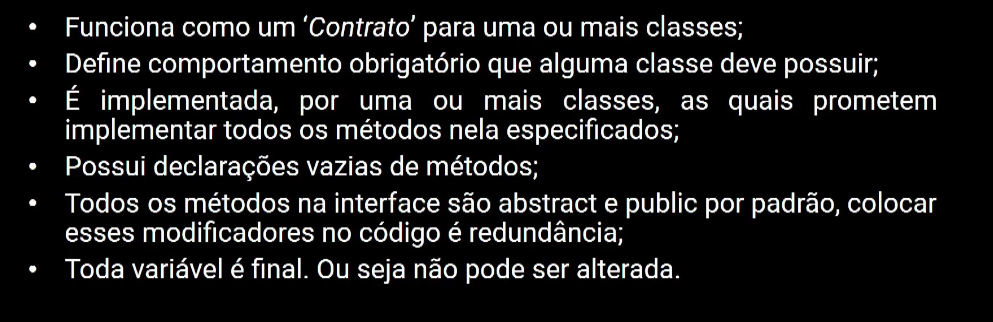 • Funciona como um ‘Contrato’ para uma ou mais classes;
• Define comportamento obrigatório que alguma classe deve possuir;
• É implementada, por uma ou mais classes, as quais prometem
implementar todos os métodos nela especificados;
• Possui declarações vazias de métodos;
• Todos os métodos na interface são abstract e public por padrão, colocar
esses modificadores no código é redundância;
• Toda variável é final. Ou seja não pode ser alterada.